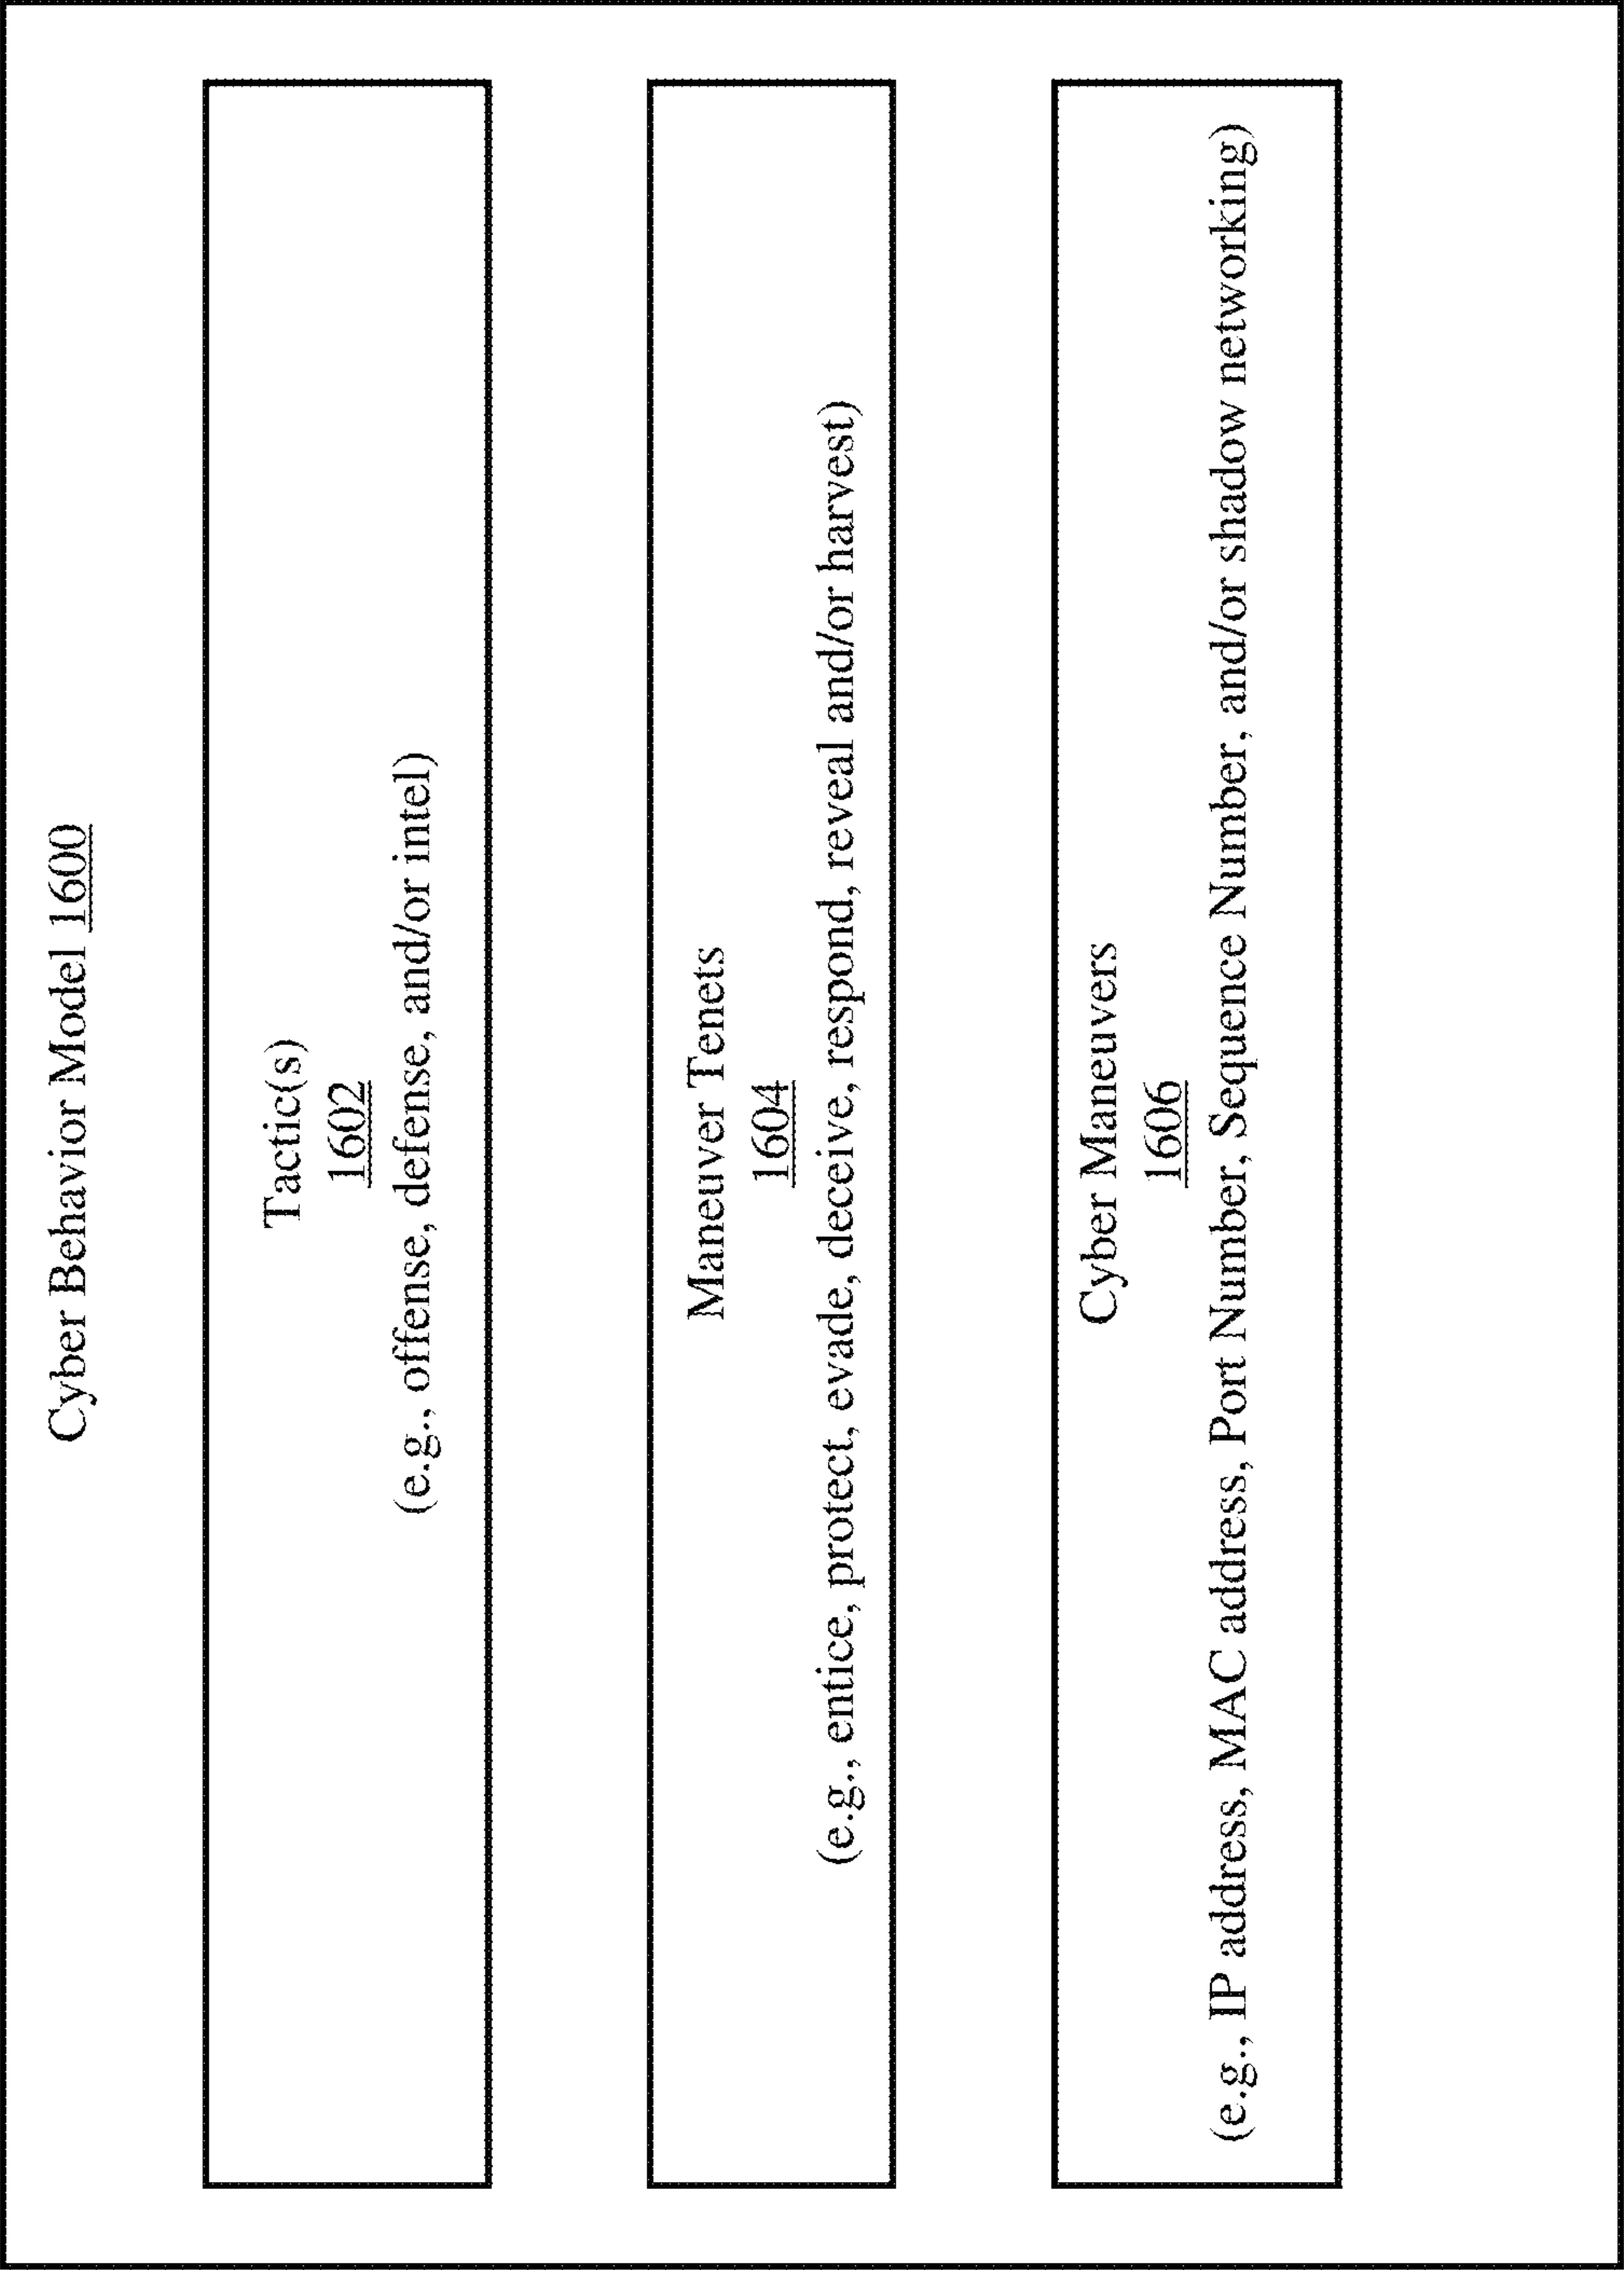 Cyber Behavior Model 1600
Tactic(s)
1602
(e.g., offense, defense, and/or intel)
Maneuver Tenets
1604
(e.g., entice, protect, evade, deceive, respond, reveal and/or harvest)
Cyber Maneuvers
1606
(e.g., IP address, MAC address, Port Number, Sequence Number, and/or shadow networking)